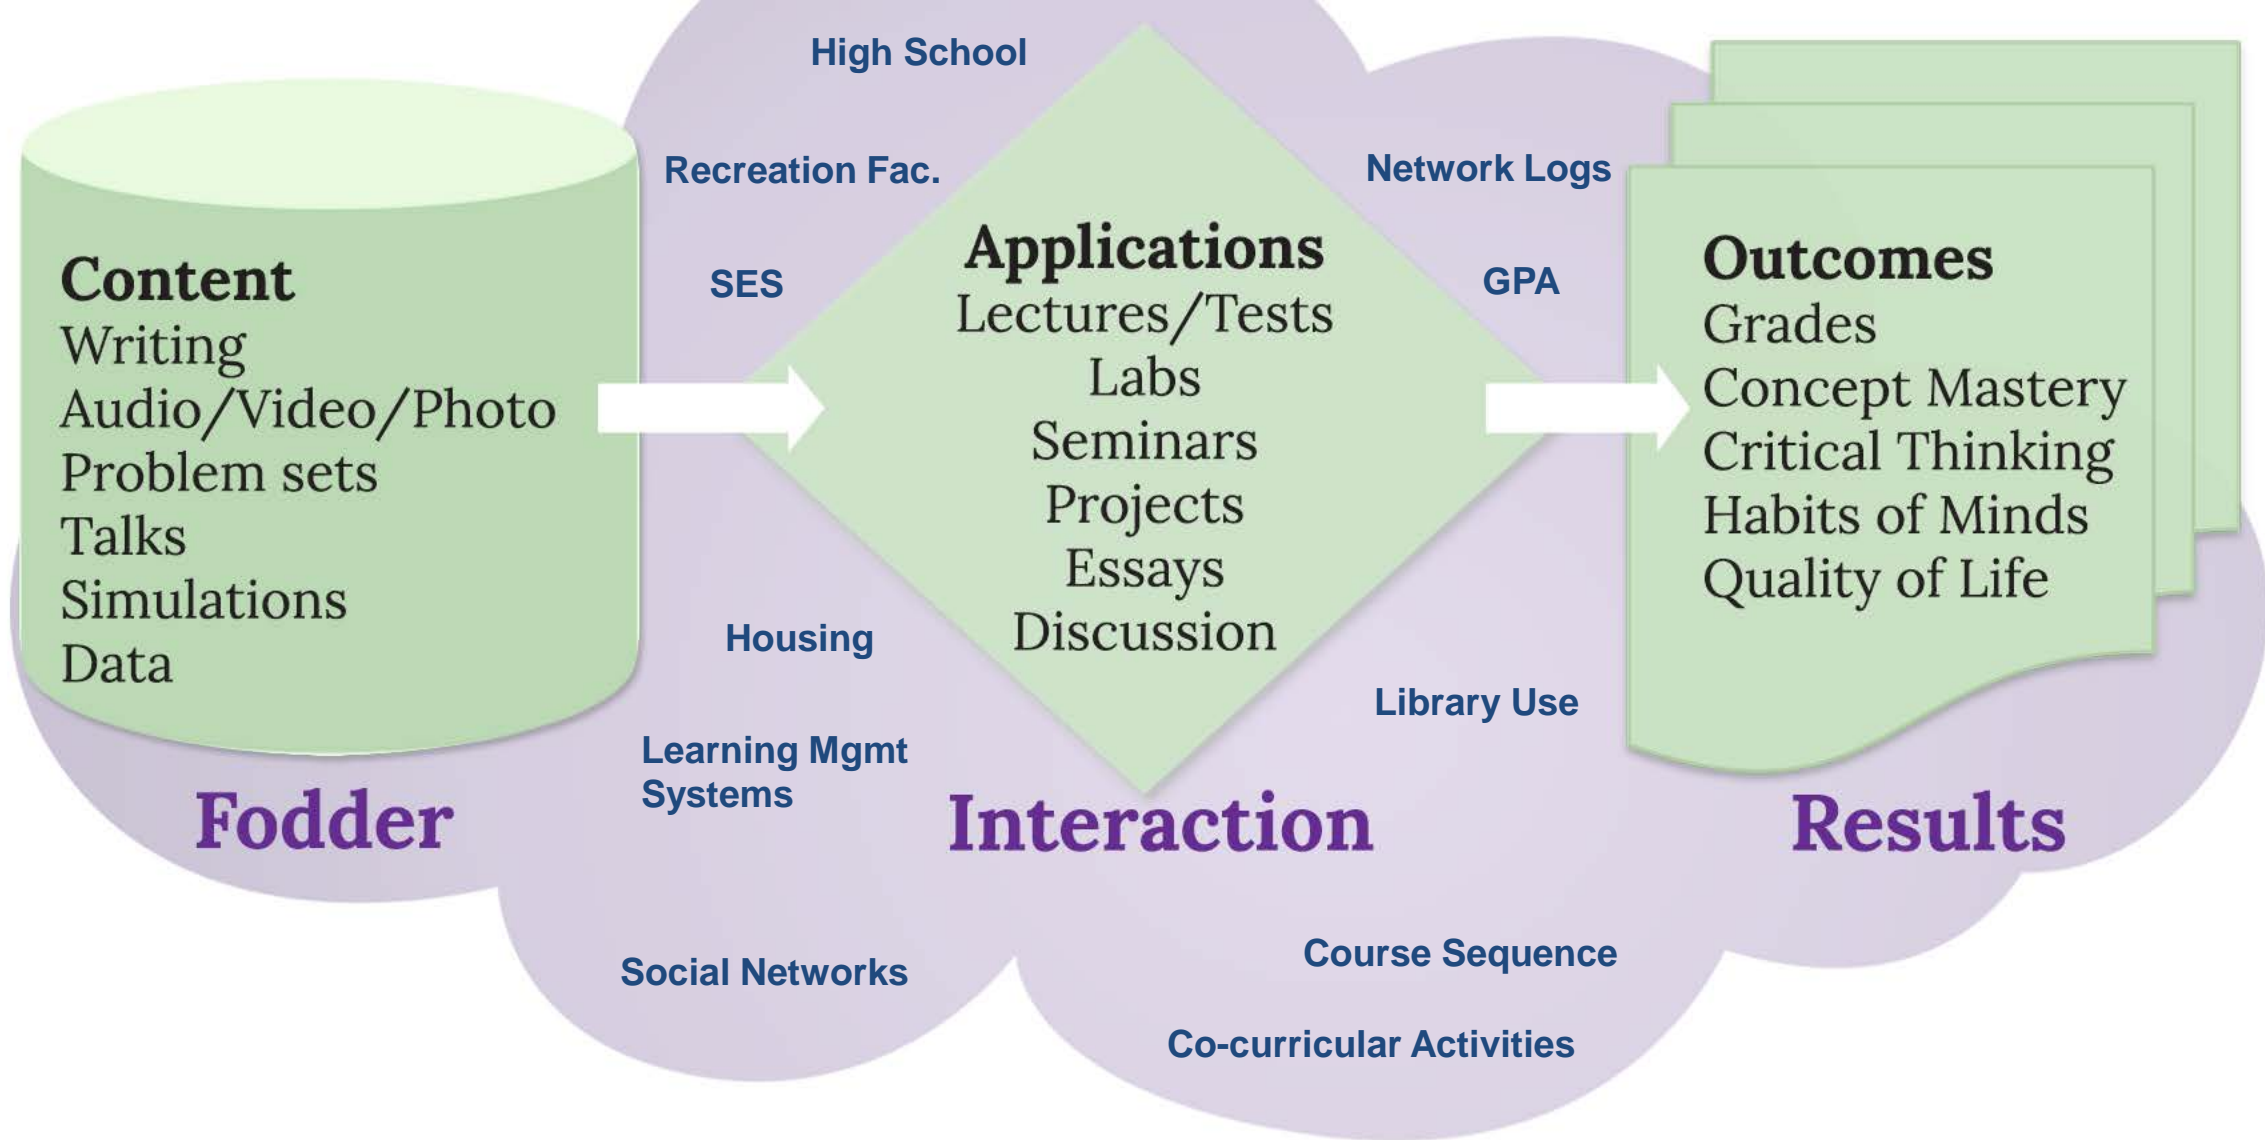 High School
Recreation Fac.
SES
Network Logs
GPA
Content
Writing
Audio/Video/Photo
Problem sets
Talks
Simulations
Data
Applications
Lectures/Tests
Labs
Seminars
Projects
Essays
Discussion
Outcomes
Grades
Concept Mastery
Critical Thinking
Habits of Minds
Quality of Life
Housing
Learning Mgmt
Systems
Library Use
Fodder
Interaction
Results
Social Networks
Course Sequence
Co-curricular Activities